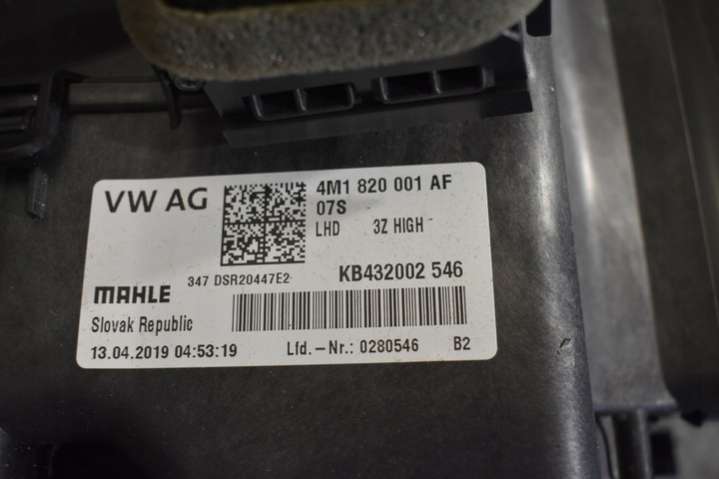 VW AG
4M1 820 001 AF
07S
LHD 3Z HIGH
347 DSR20447E2
KB432002 546
MAHLE
Slovak Republic
13.04.2019 04:53:19
Lfd.-Nr.: 0280546 B2